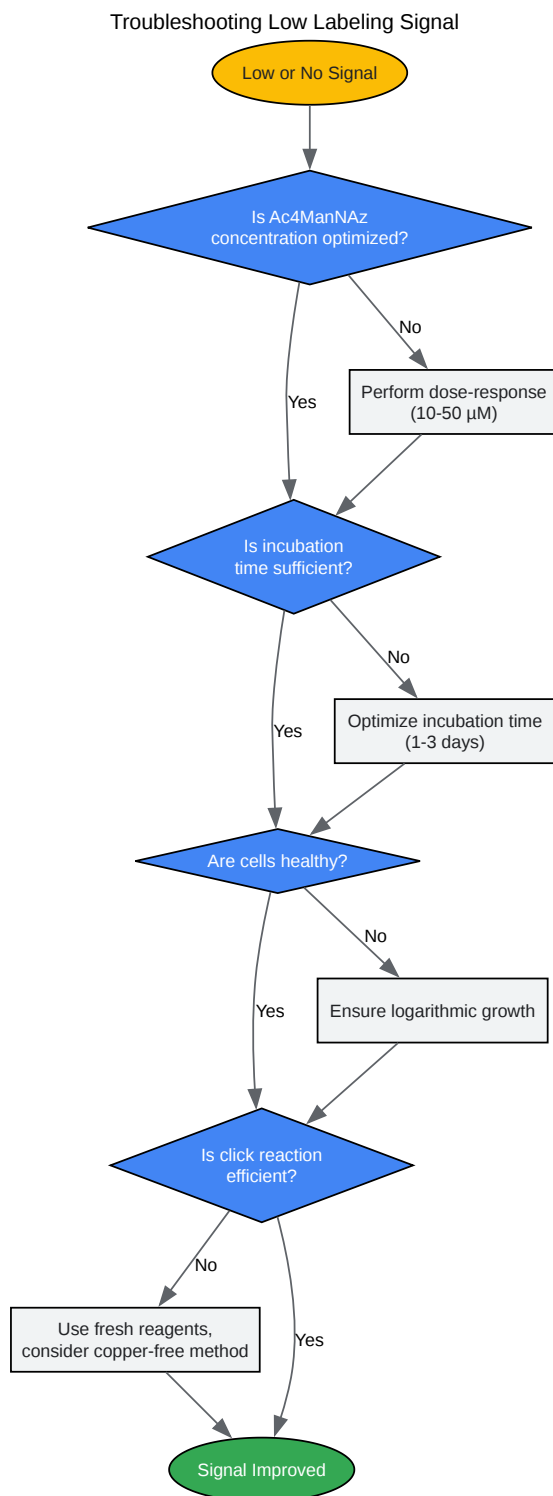 Troubleshooting Low Labeling Signal
Low or No Signal
Is Ac4ManNAz
concentration optimized?
No
Perform dose-response
(10-50 µM)
Yes
Is incubation
time sufficient?
No
Optimize incubation time
(1-3 days)
Yes
Are cells healthy?
No
Ensure logarithmic growth
Yes
Is click reaction
efficient?
No
Use fresh reagents,
consider copper-free method
Yes
Signal Improved